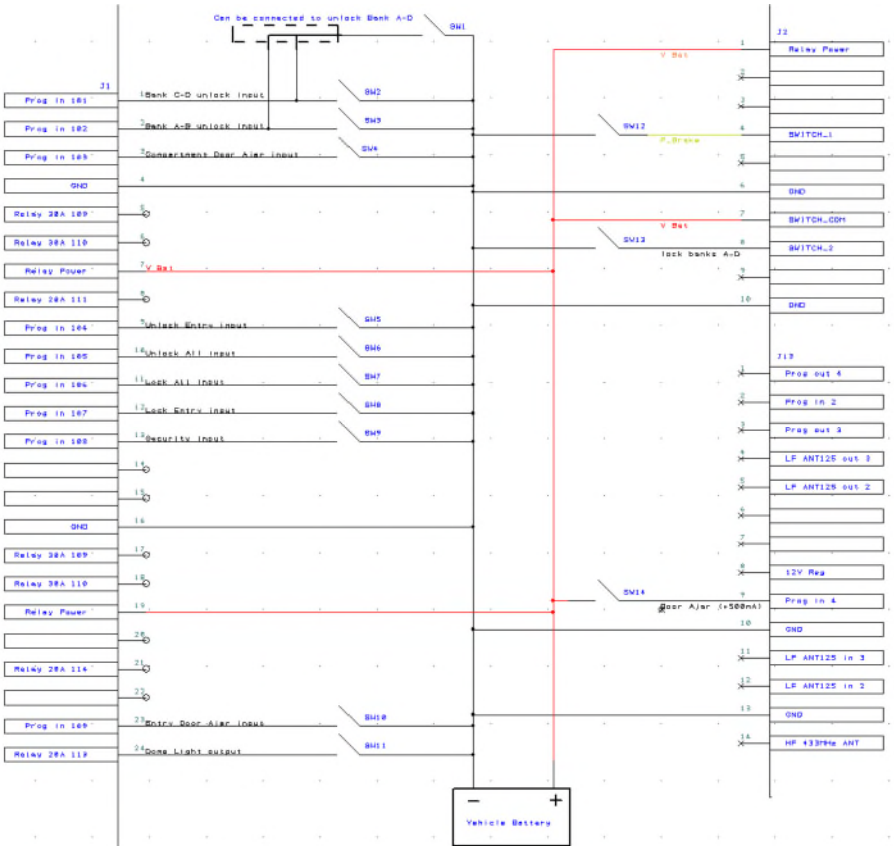 Can be connected to unlock Bank A-D
SW1
J1
Prog in 101 1 Bank C-D unlock input SW2
Prog in 102 2 Bank A-B unlock input SW3
Prog in 103 3 Compartment Door Ajar input SW4
GND 4
Relay 30A 109 5
Relay 30A 110 6
Relay Power 7 V Bat
Relay 20A 111 8
Prog in 104 9 Unlock Entry input SW5
Prog in 105 10 Unlock All input SW6
Prog in 106 11 Lock All input SW7
Prog in 107 12 Lock Entry input SW8
Prog in 108 13 Security input SW9
14
15
GND 16
Relay 30A 109 17
Relay 30A 110 18
Relay Power 19
20
Relay 20A 114 21
22
Prog in 109 23 Entry Door Ajar input SW10
Relay 20A 113 24 Dome Light output SW11
J2
V Bat 1 Relay Power
2
3
SW12 P.Brake 4 SWITCH_1
5
6 GND
V Bat 7 SWITCH_COM
SW13 lock banks A-D 8 SWITCH_2
9
10 GND
J13
1 Prog out 4
2 Prog in 2
3 Prog out 3
4 LF ANT125 out 3
5 LF ANT125 out 2
6
7
8 12V Reg
SW14 Door Ajar (+500mA) 9 Prog in 4
10 GND
11 LF ANT125 in 3
12 LF ANT125 in 2
13 GND
14 HF 433MHz ANT
- +
Vehicle Battery